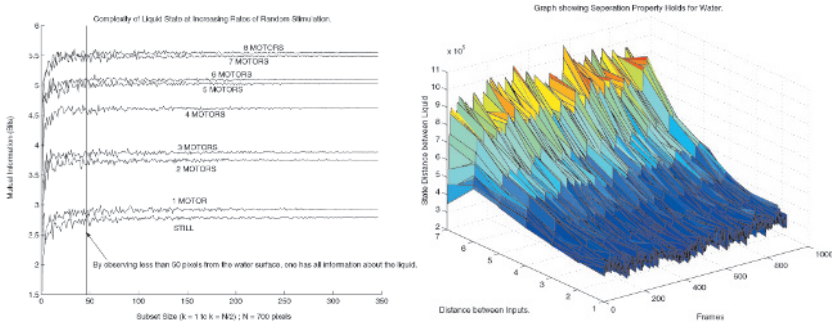 Complexity of Liquid State at Increasing Rates of Random Stimulation.
Mutual Information (Bits)
6
5.5
5
4.5
4
3.5
3
2.5
2
1.5
8 MOTORS
7 MOTORS
6 MOTORS
5 MOTORS
4 MOTORS
3 MOTORS
2 MOTORS
1 MOTOR
STILL
By observing less than 50 pixels from the water surface, one has all information about the liquid.
0 50 100 150 200 250 300 350
Subset Size (k = 1 to k = N/2) ; N = 700 pixels
Graph showing Seperation Property Holds for Water.
x 10⁵
State Distance between Liquid
11
10
9
8
7
6
5
4
3
2
7
6
5
4
3
2
1
Distance between Inputs.
0
200
400
600
800
1000
Frames